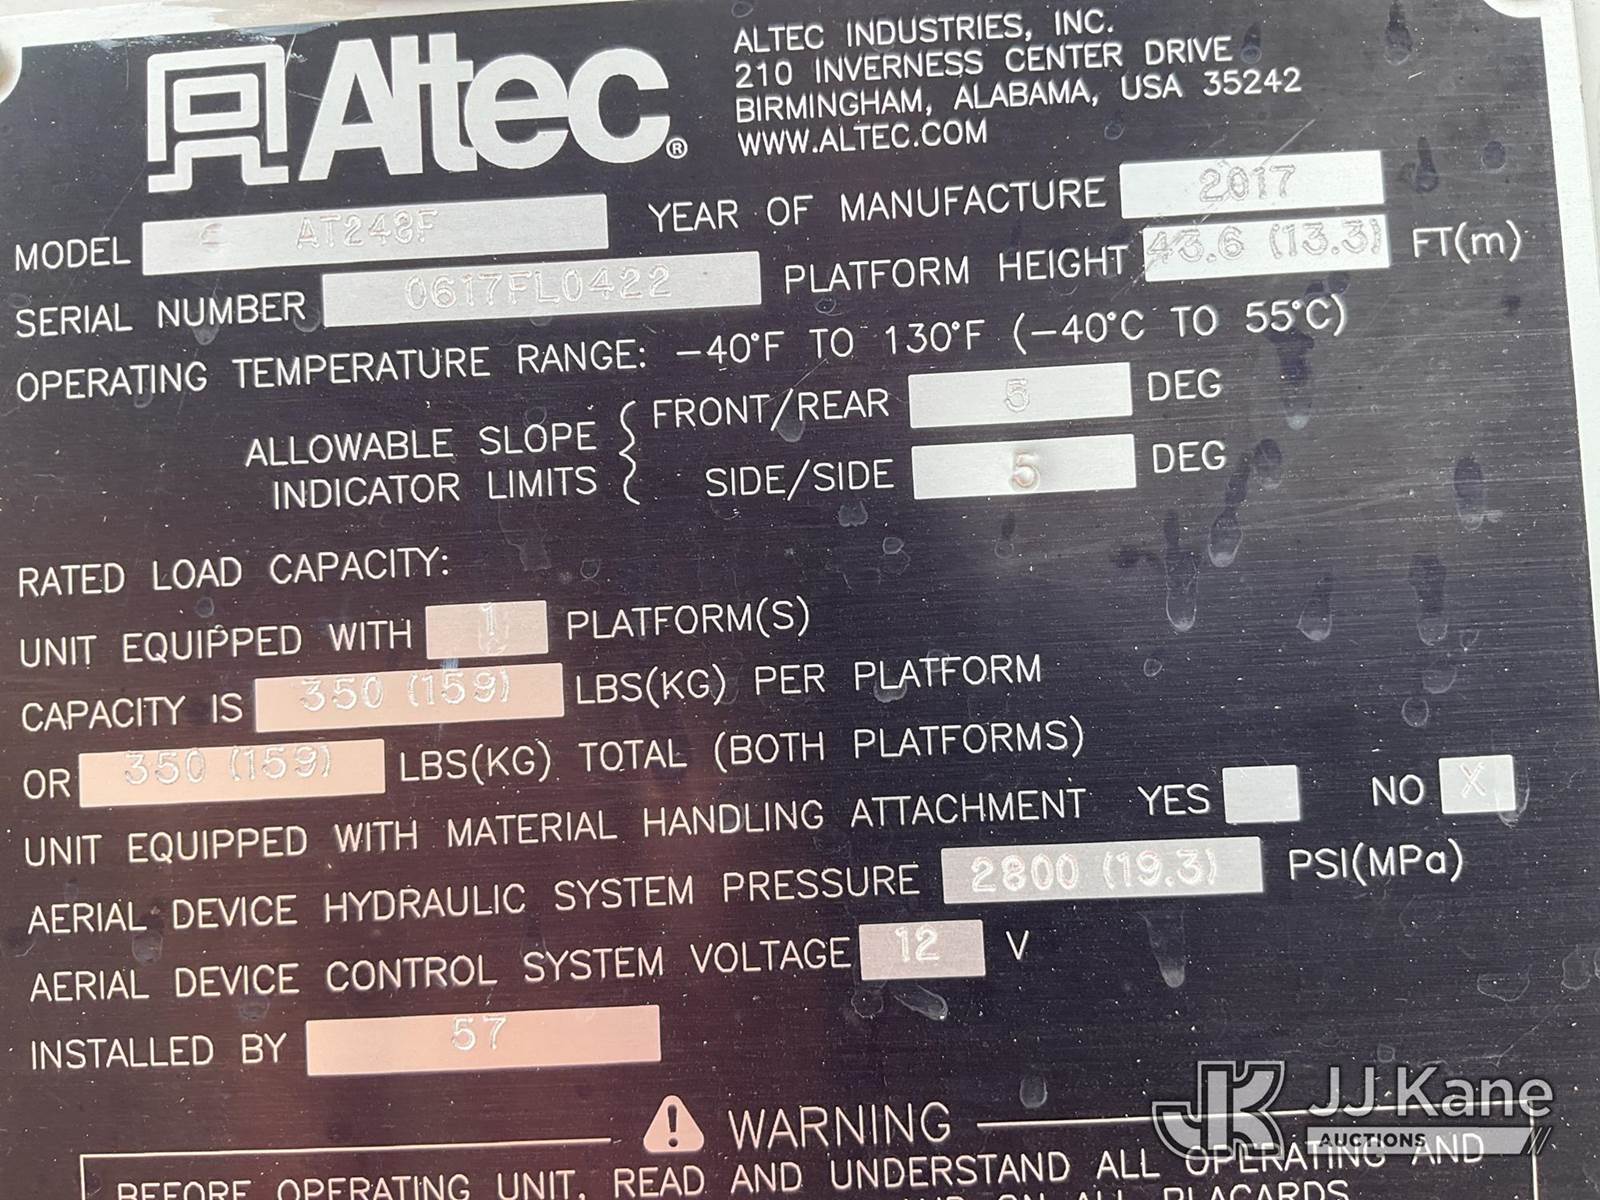 Altec®
ALTEC INDUSTRIES, INC.
210 INVERNESS CENTER DRIVE
BIRMINGHAM, ALABAMA, USA 35242
WWW.ALTEC.COM
MODEL AT248F YEAR OF MANUFACTURE 2017
SERIAL NUMBER 0617FL0422 PLATFORM HEIGHT 43.6 (13.3) FT(m)
OPERATING TEMPERATURE RANGE: -40°F TO 130°F (-40°C TO 55°C)
ALLOWABLE SLOPE INDICATOR LIMITS { FRONT/REAR 5 DEG
SIDE/SIDE 5 DEG
RATED LOAD CAPACITY:
UNIT EQUIPPED WITH 1 PLATFORM(S)
CAPACITY IS 350 (159) LBS(KG) PER PLATFORM
OR 350 (159) LBS(KG) TOTAL (BOTH PLATFORMS)
UNIT EQUIPPED WITH MATERIAL HANDLING ATTACHMENT YES NO X
AERIAL DEVICE HYDRAULIC SYSTEM PRESSURE 2800 (19.3) PSI(MPa)
AERIAL DEVICE CONTROL SYSTEM VOLTAGE 12 V
INSTALLED BY 57
WARNING
BEFORE OPERATING UNIT, READ AND UNDERSTAND ALL OPERATING AND
AND ON ALL PLACARDS
JK JJ Kane
AUCTIONS